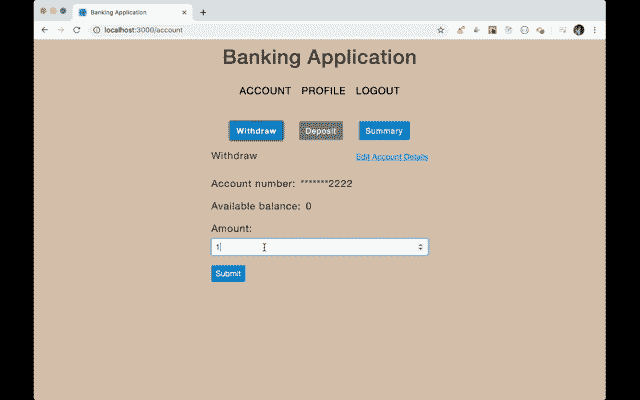 Banking Application
localhost:3000/account
Banking Application
ACCOUNT PROFILE LOGOUT
Withdraw Deposit Summary
Withdraw Edit Account Details
Account number: *******2222
Available balance: 0
Amount:
1
Submit